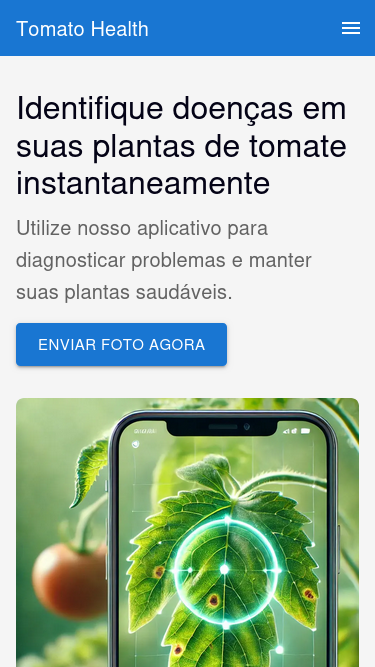 Tomato Health
Identifique doenças em
suas plantas de tomate
instantaneamente
Utilize nosso aplicativo para
diagnosticar problemas e manter
suas plantas saudáveis.
ENVIAR FOTO AGORA